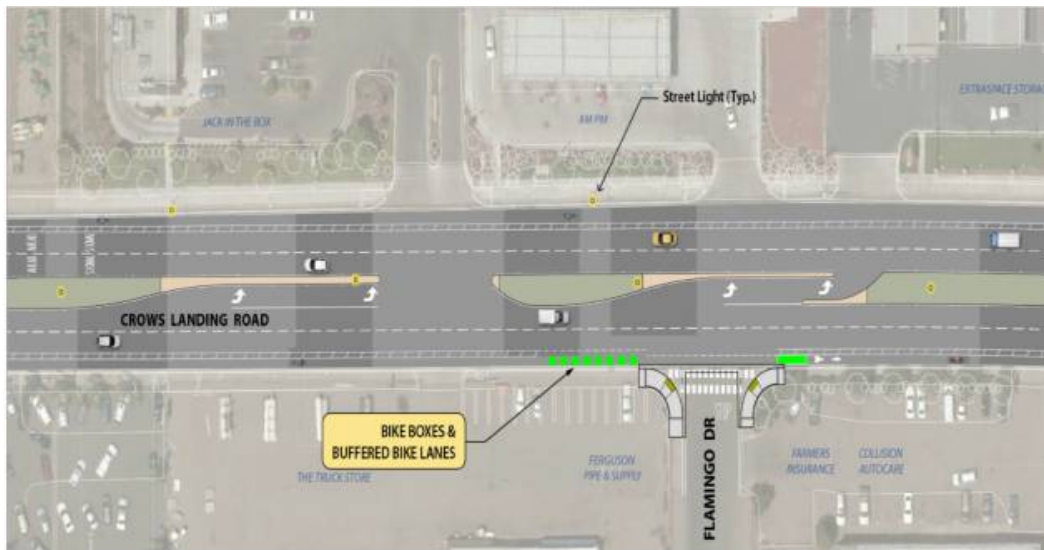 EXTRASPACE STORAGE
Street Light (Typ.)
JACK IN THE BOX
AM PM
CROWS LANDING ROAD
BIKE BOXES &
BUFFERED BIKE LANES
THE TRUCK STORE
FERGUSON
PIPE & SUPPLY
FLAMINGO DR
FARMERS
INSURANCE
COLLISION
AUTOCARE